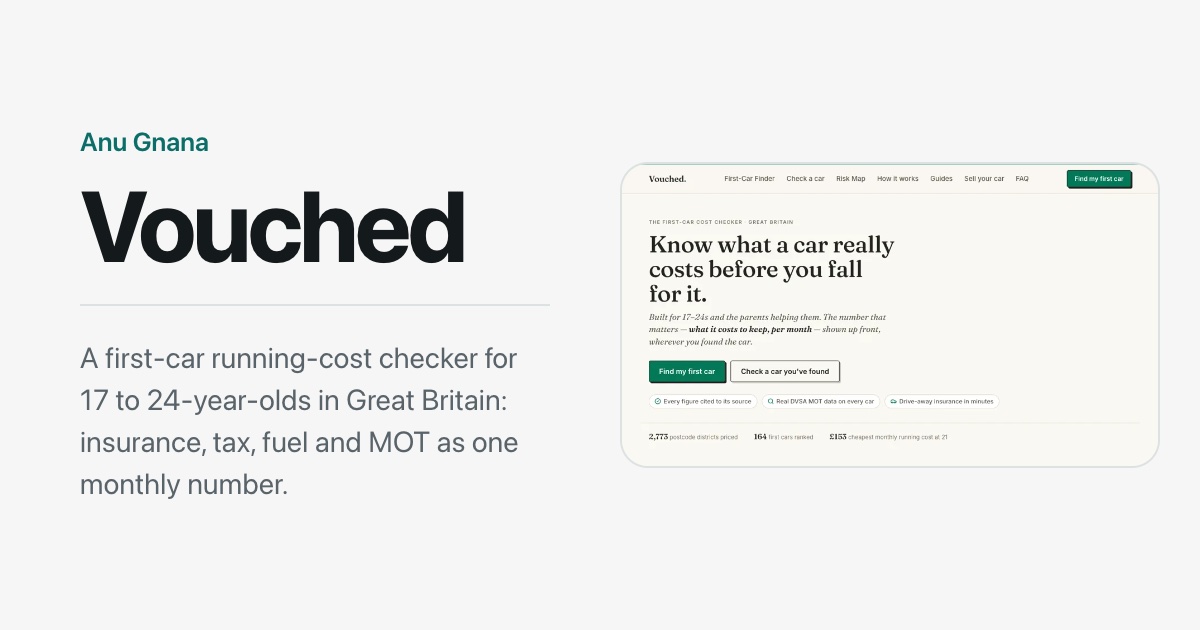 Anu Gnana
Vouched
A first-car running-cost checker for
17 to 24-year-olds in Great Britain:
insurance, tax, fuel and MOT as one
monthly number.
Vouched.
First-Car Finder
Check a car
Risk Map
How it works
Guides
Sell your car
FAQ
Find my first car
THE FIRST-CAR COST CHECKER · GREAT BRITAIN
Know what a car really
costs before you fall
for it.
Built for 17–24s and the parents helping them. The number that
matters — what it costs to keep, per month — shown up front,
wherever you found the car.
Find my first car
Check a car you've found
Every figure cited to its source
Real DVSA MOT data on every car
Drive-away insurance in minutes
2,773 postcode districts priced
164 first cars ranked
£153 cheapest monthly running cost at 21